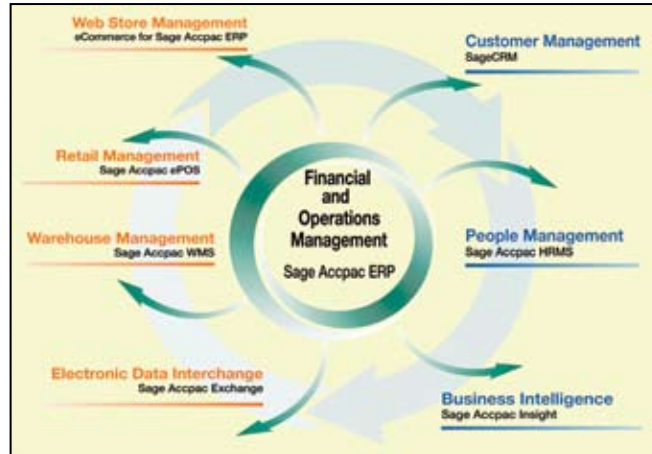 Web Store Management
eCommerce for Sage Accpac ERP
Customer Management
SageCRM
Retail Management
Sage Accpac ePOS
Financial
and
Operations
Management
Sage Accpac ERP
Warehouse Management
Sage Accpac WMS
People Management
Sage Accpac HRMS
Electronic Data Interchange
Sage Accpac Exchange
Business Intelligence
Sage Accpac Insight